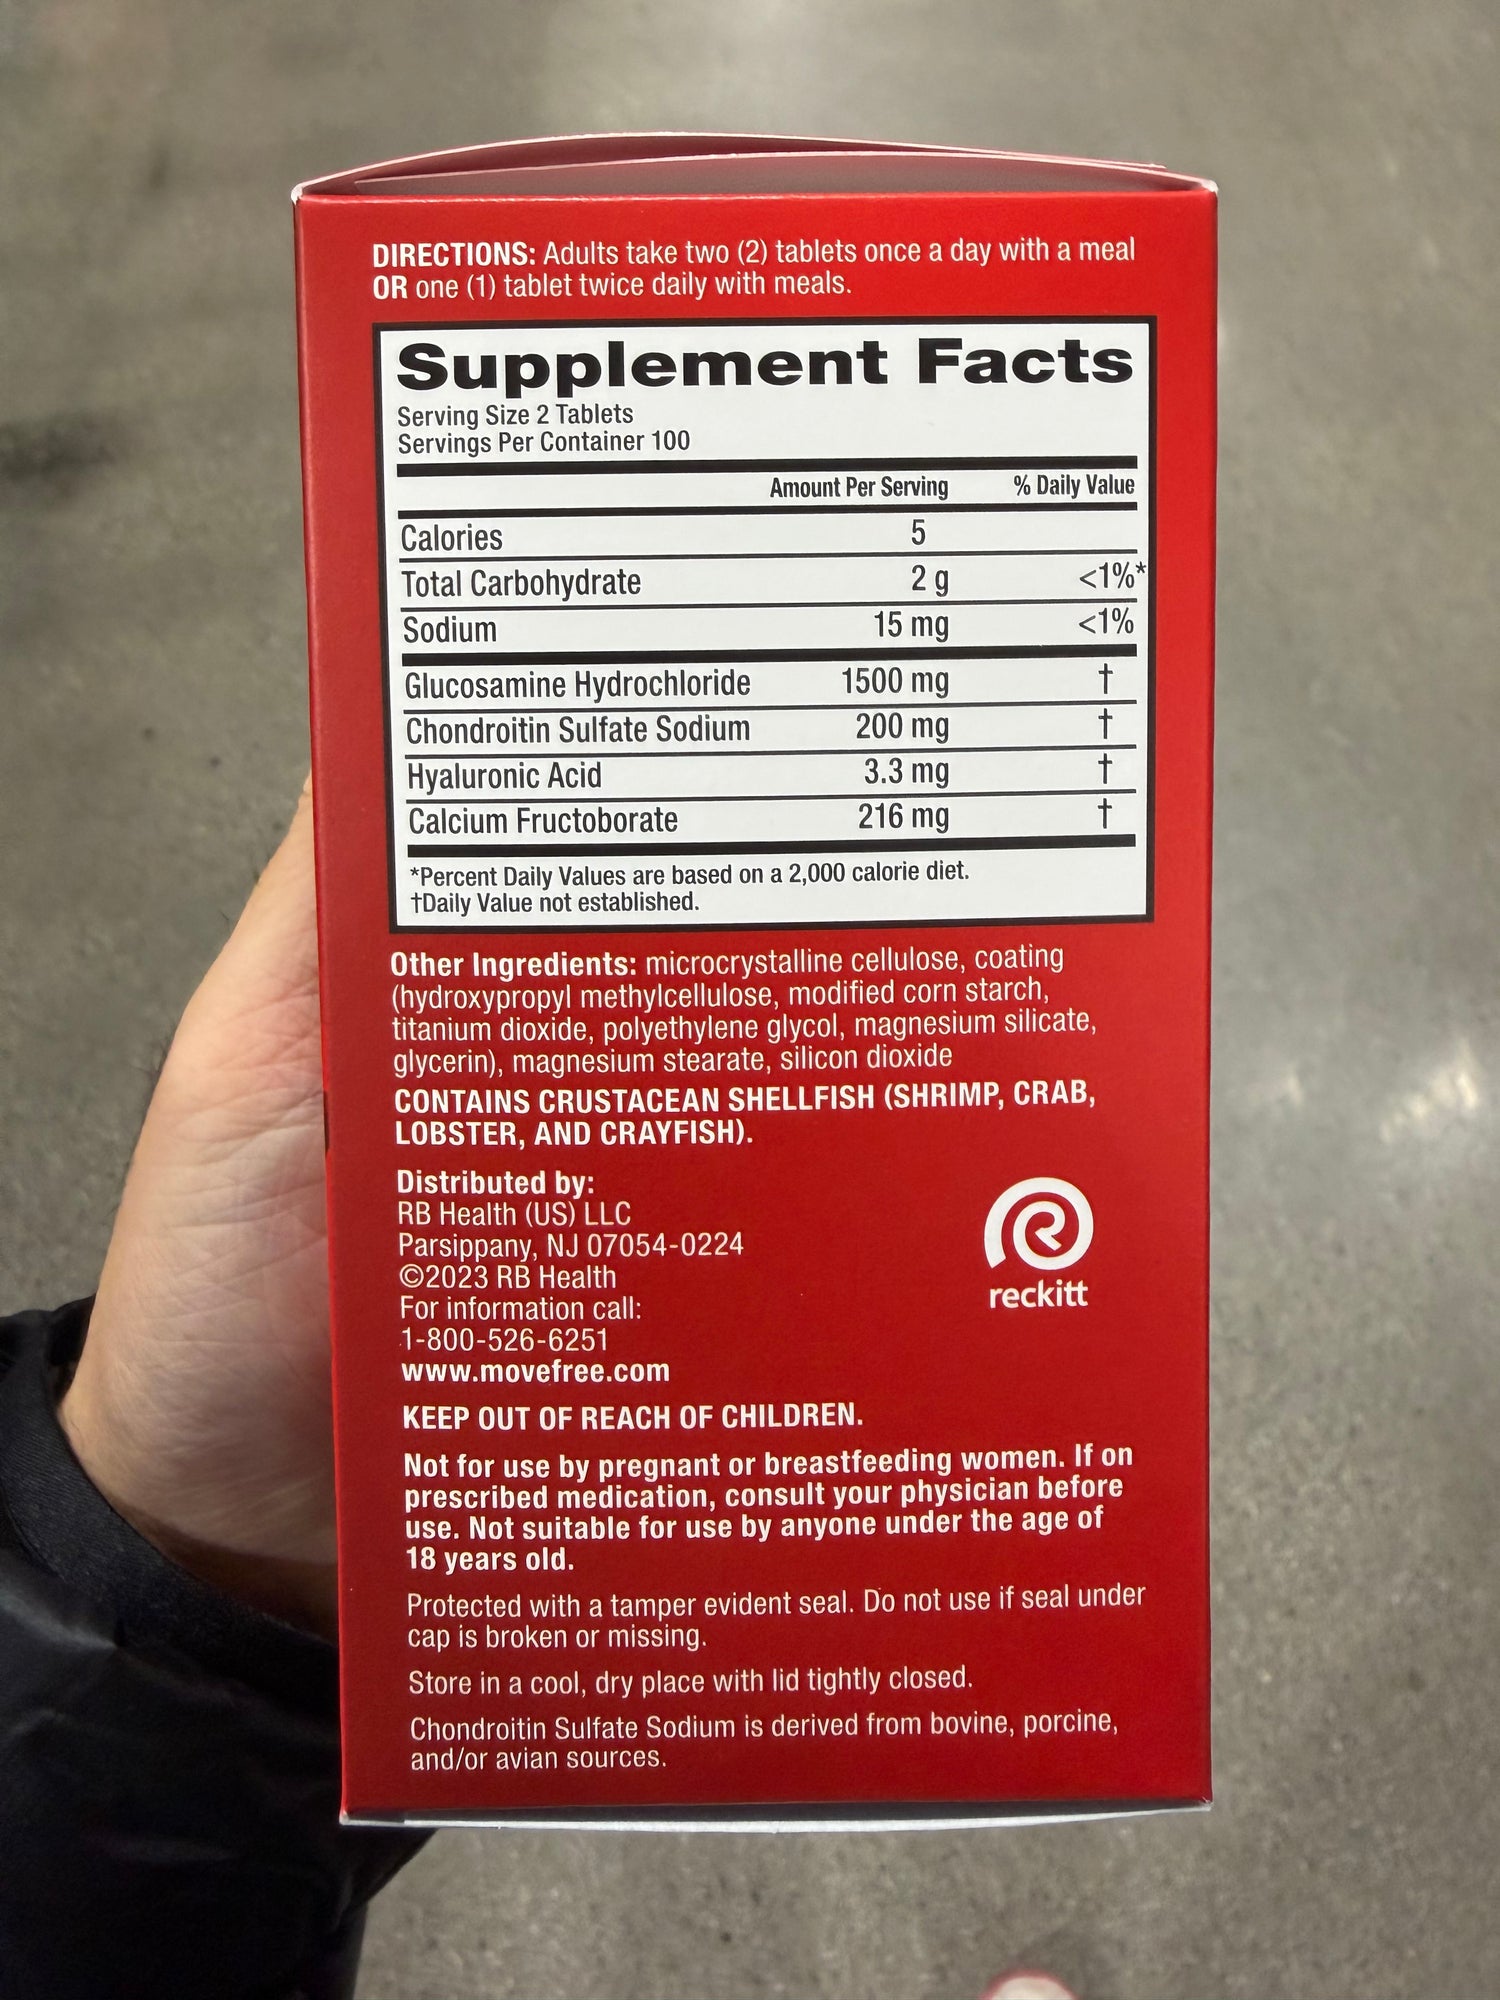 DIRECTIONS: Adults take two (2) tablets once a day with a meal
OR one (1) tablet twice daily with meals.
Supplement Facts
Serving Size 2 Tablets
Servings Per Container 100
Amount Per Serving % Daily Value
Calories 5
Total Carbohydrate 2 g <1%*
Sodium 15 mg <1%
Glucosamine Hydrochloride 1500 mg †
Chondroitin Sulfate Sodium 200 mg †
Hyaluronic Acid 3.3 mg †
Calcium Fructoborate 216 mg †
*Percent Daily Values are based on a 2,000 calorie diet.
†Daily Value not established.
Other Ingredients: microcrystalline cellulose, coating
(hydroxypropyl methylcellulose, modified corn starch,
titanium dioxide, polyethylene glycol, magnesium silicate,
glycerin), magnesium stearate, silicon dioxide
CONTAINS CRUSTACEAN SHELLFISH (SHRIMP, CRAB,
LOBSTER, AND CRAYFISH).
Distributed by:
RB Health (US) LLC
Parsippany, NJ 07054-0224
©2023 RB Health
For information call:
1-800-526-6251
www.movefree.com
reckitt
KEEP OUT OF REACH OF CHILDREN.
Not for use by pregnant or breastfeeding women. If on
prescribed medication, consult your physician before
use. Not suitable for use by anyone under the age of
18 years old.
Protected with a tamper evident seal. Do not use if seal under
cap is broken or missing.
Store in a cool, dry place with lid tightly closed.
Chondroitin Sulfate Sodium is derived from bovine, porcine,
and/or avian sources.